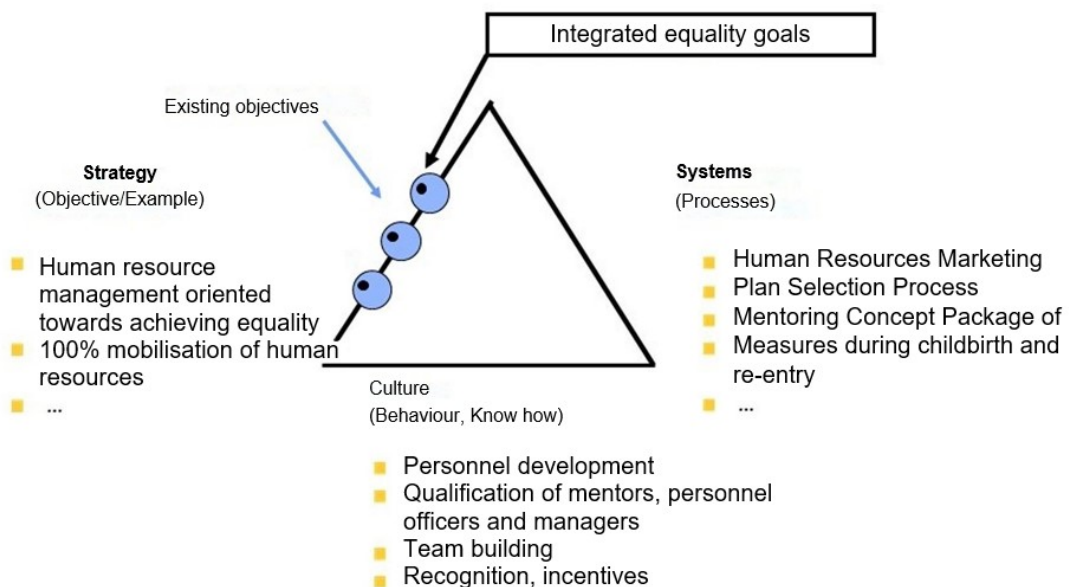 Integrated equality goals
Existing objectives
Strategy
(Objective/Example)
Human resource
management oriented
towards achieving equality
100% mobilisation of human
resources
...
Systems
(Processes)
Human Resources Marketing
Plan Selection Process
Mentoring Concept Package of
Measures during childbirth and
re-entry
...
Culture
(Behaviour, Know how)
Personnel development
Qualification of mentors, personnel
officers and managers
Team building
Recognition, incentives